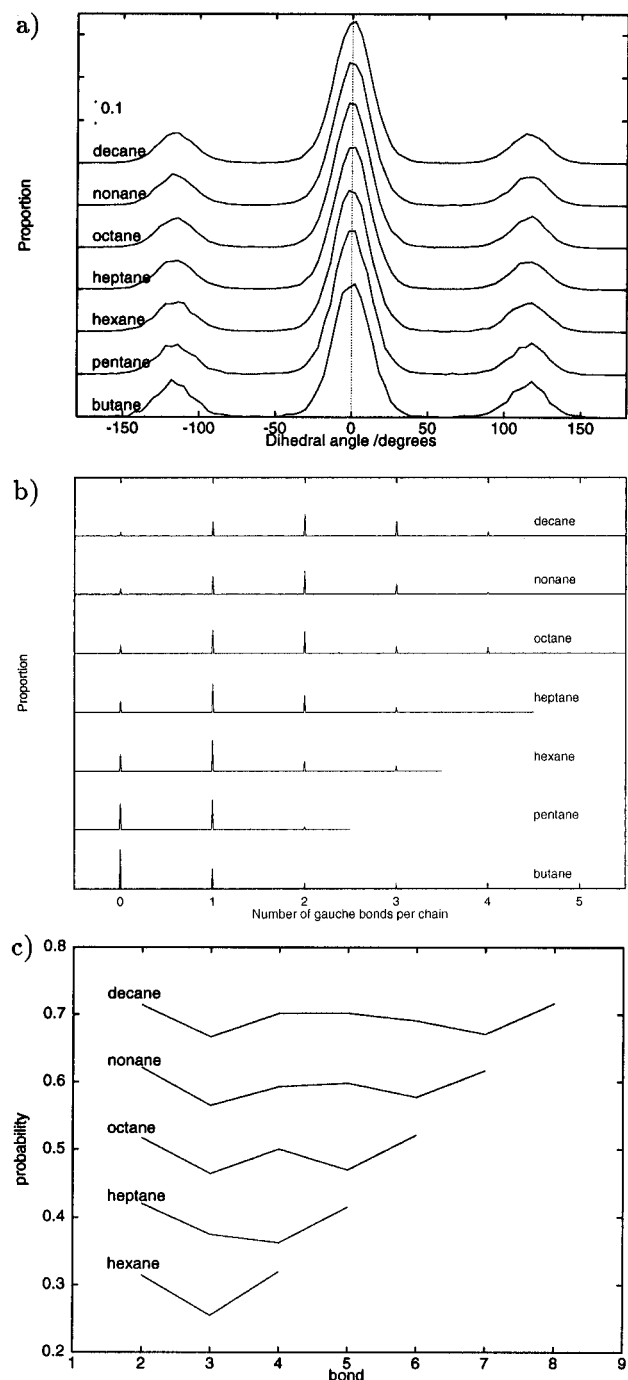 a)
0.1
decane
nonane
octane
heptane
hexane
pentane
butane
Proportion
-150 -100 -50 0 50 100 150
Dihedral angle /degrees
b)
decane
nonane
octane
heptane
hexane
pentane
butane
Proportion
0 1 2 3 4 5
Number of gauche bonds per chain
c)
0.8
0.7
0.6
0.5
0.4
0.3
0.2
decane
nonane
octane
heptane
hexane
probability
1 2 3 4 5 6 7 8 9
bond